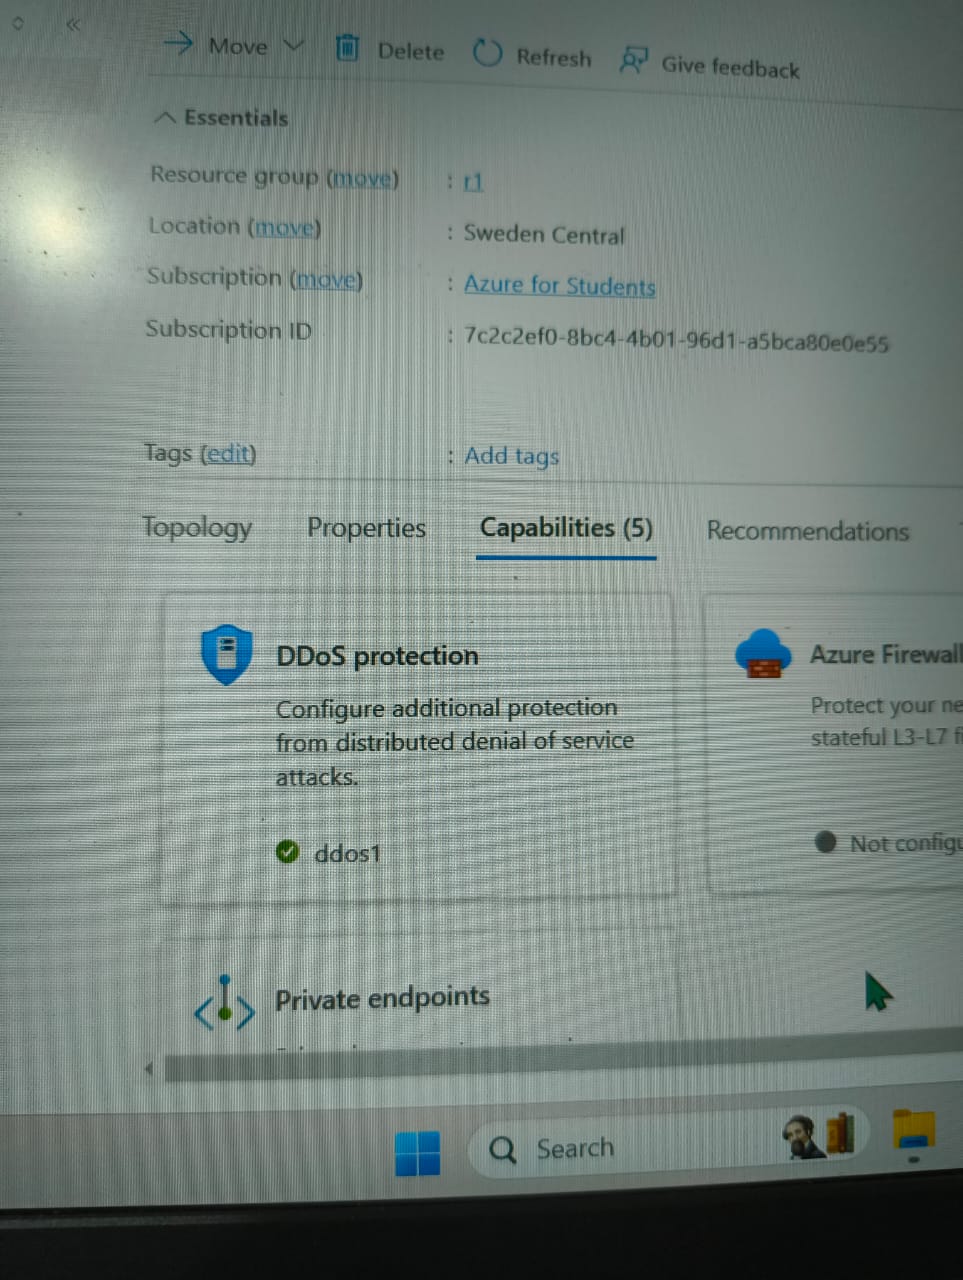 Move
Delete
Refresh
Give feedback
Essentials
Resource group (move) : r1
Location (move) : Sweden Central
Subscription (move) : Azure for Students
Subscription ID : 7c2c2ef0-8bc4-4b01-96d1-a5bca80e0e55
Tags (edit) : Add tags
Topology
Properties
Capabilities (5)
Recommendations
DDoS protection
Configure additional protection
from distributed denial of service
attacks.
ddos1
Azure Firewall
Protect your ne
stateful L3-L7 fi
Not configu
Private endpoints
Search